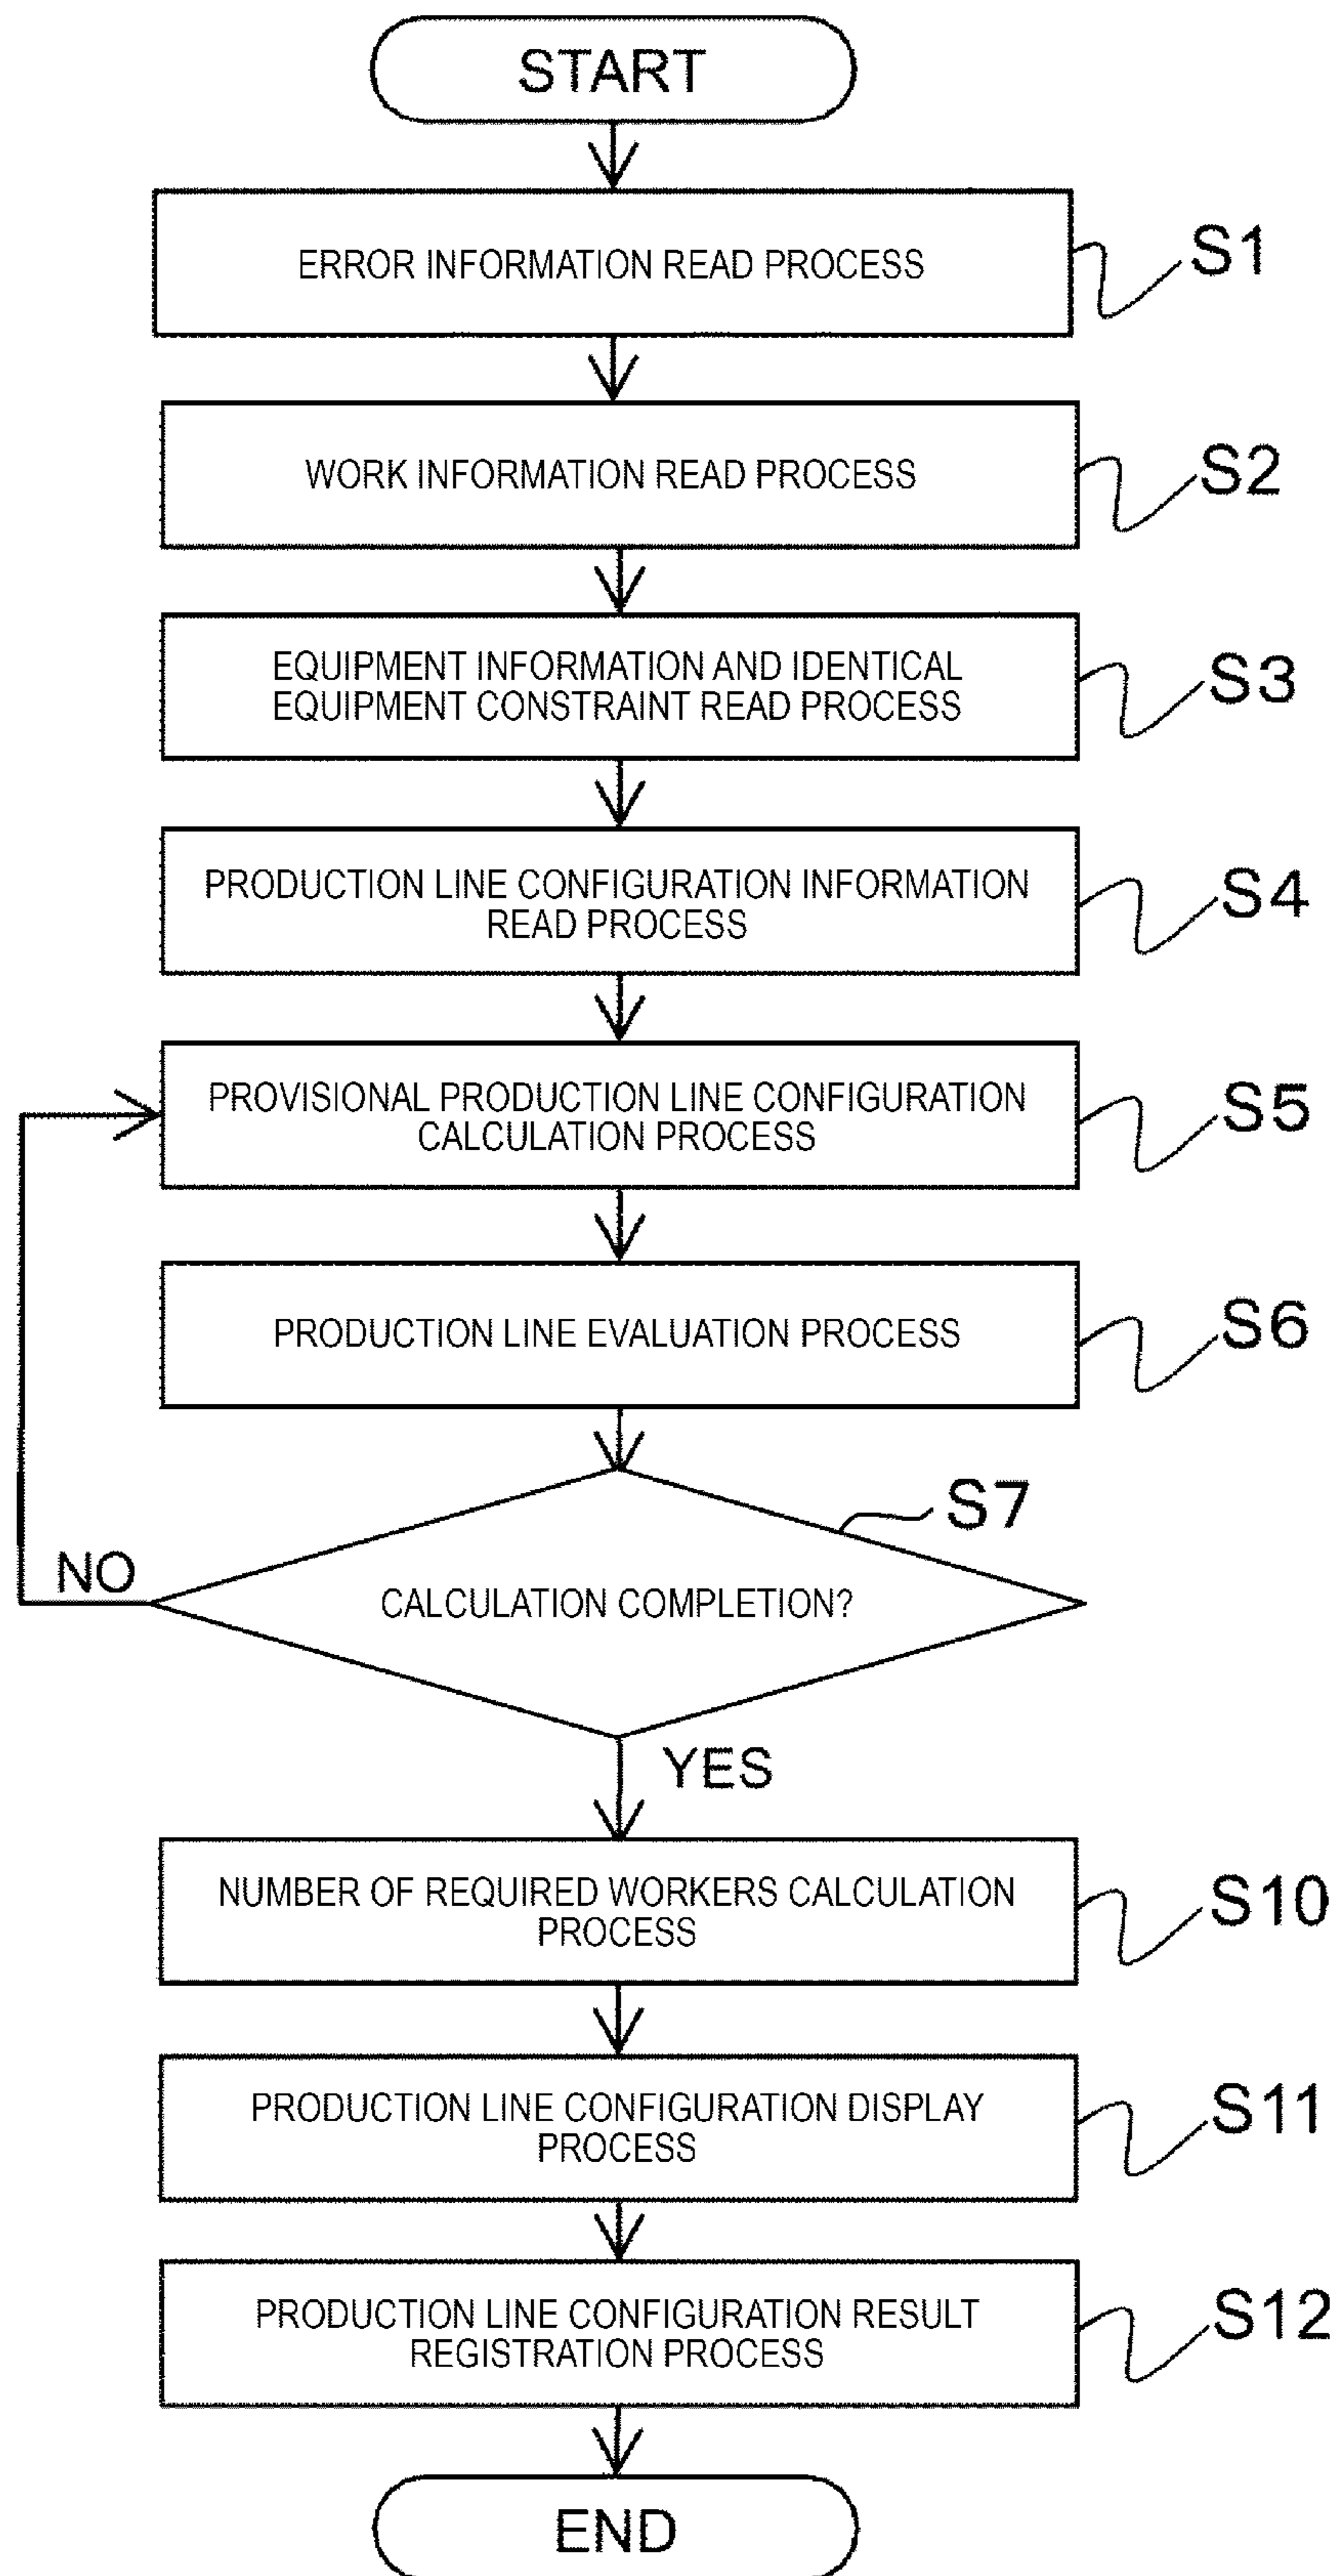 START
ERROR INFORMATION READ PROCESS
S1
WORK INFORMATION READ PROCESS
S2
EQUIPMENT INFORMATION AND IDENTICAL
EQUIPMENT CONSTRAINT READ PROCESS
S3
PRODUCTION LINE CONFIGURATION INFORMATION
READ PROCESS
S4
PROVISIONAL PRODUCTION LINE CONFIGURATION
CALCULATION PROCESS
S5
PRODUCTION LINE EVALUATION PROCESS
S6
S7
NO
CALCULATION COMPLETION?
YES
NUMBER OF REQUIRED WORKERS CALCULATION
PROCESS
S10
PRODUCTION LINE CONFIGURATION DISPLAY
PROCESS
S11
PRODUCTION LINE CONFIGURATION RESULT
REGISTRATION PROCESS
S12
END